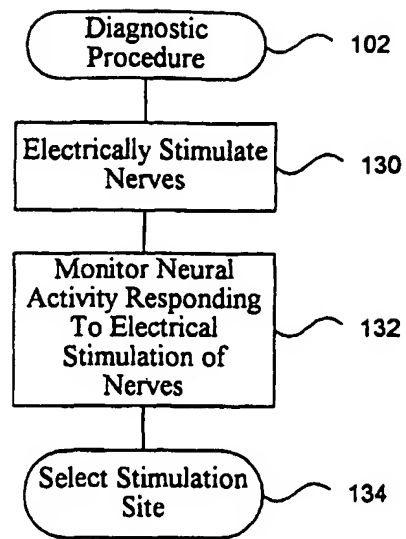 Diagnostic
Procedure
102
Electrically Stimulate
Nerves
130
Monitor Neural
Activity Responding
To Electrical
Stimulation of
Nerves
132
Select Stimulation
Site
134